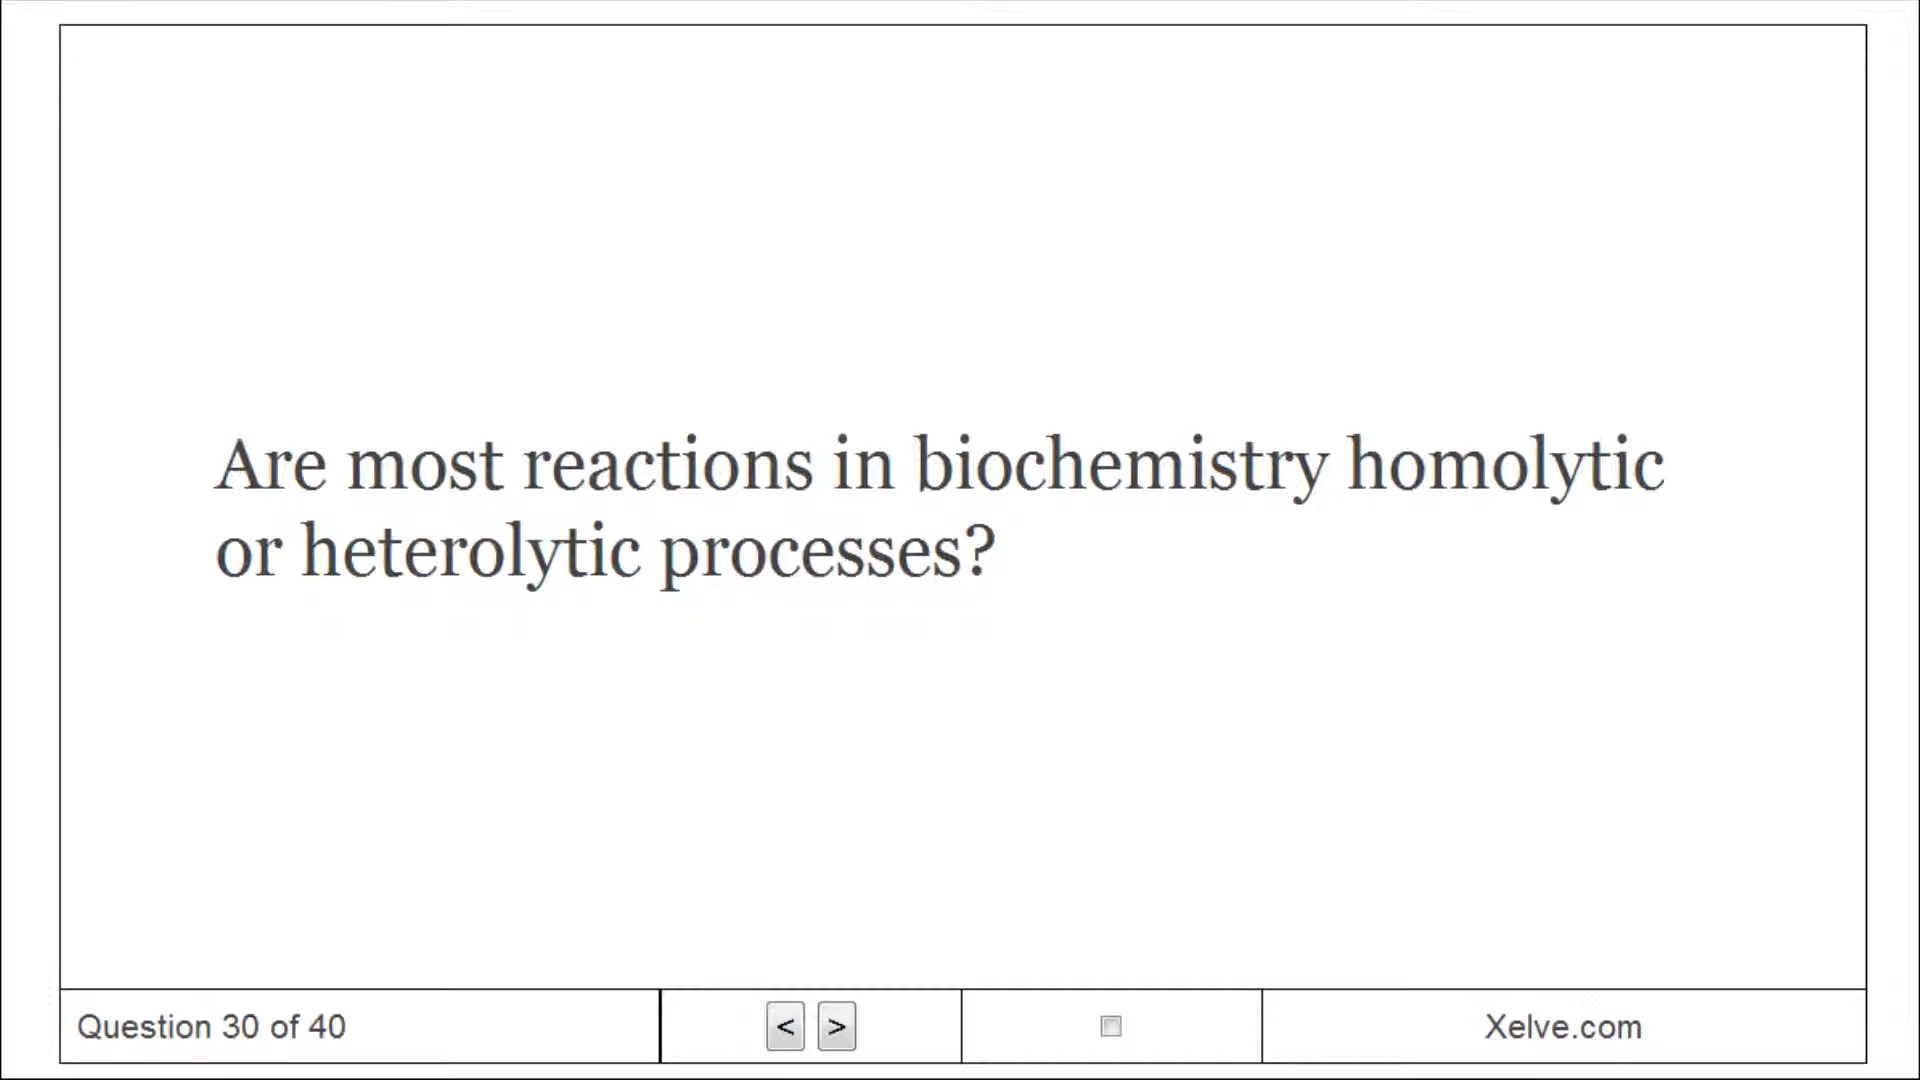 Are most reactions in biochemistry homolytic
or heterolytic processes?
Question 30 of 40
< >
Xelve.com